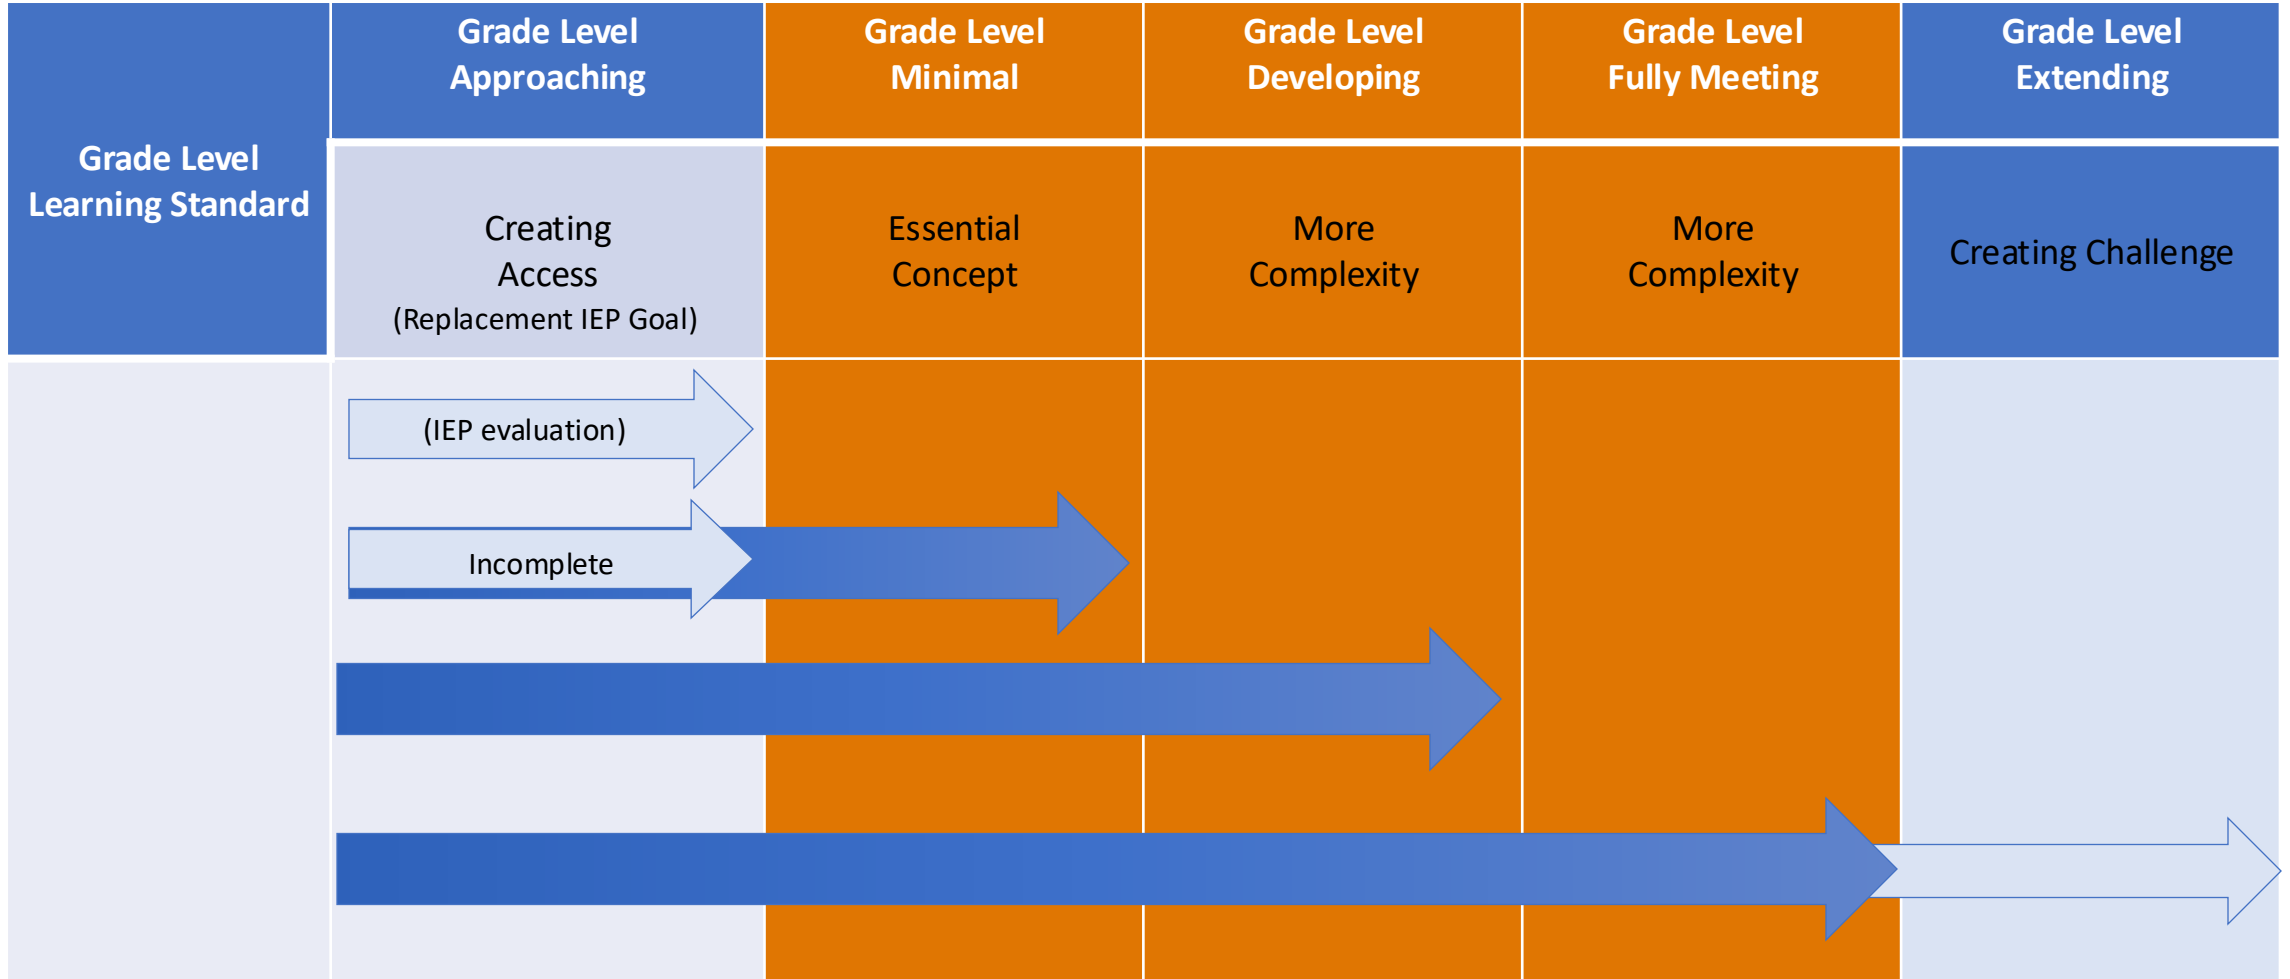 Grade Level
Learning Standard
Grade Level
Approaching
Grade Level
Minimal
Grade Level
Developing
Grade Level
Fully Meeting
Grade Level
Extending
Creating
Access
(Replacement IEP Goal)
Essential
Concept
More
Complexity
More
Complexity
Creating Challenge
(IEP evaluation)
Incomplete